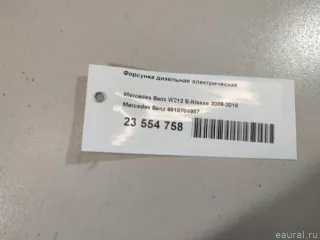 Форсунка дизельная электрическая
Mercedes Benz W212 E-Klasse 2009-2016
Mercedes Benz 6510704987
23 554 758
eaural.ru